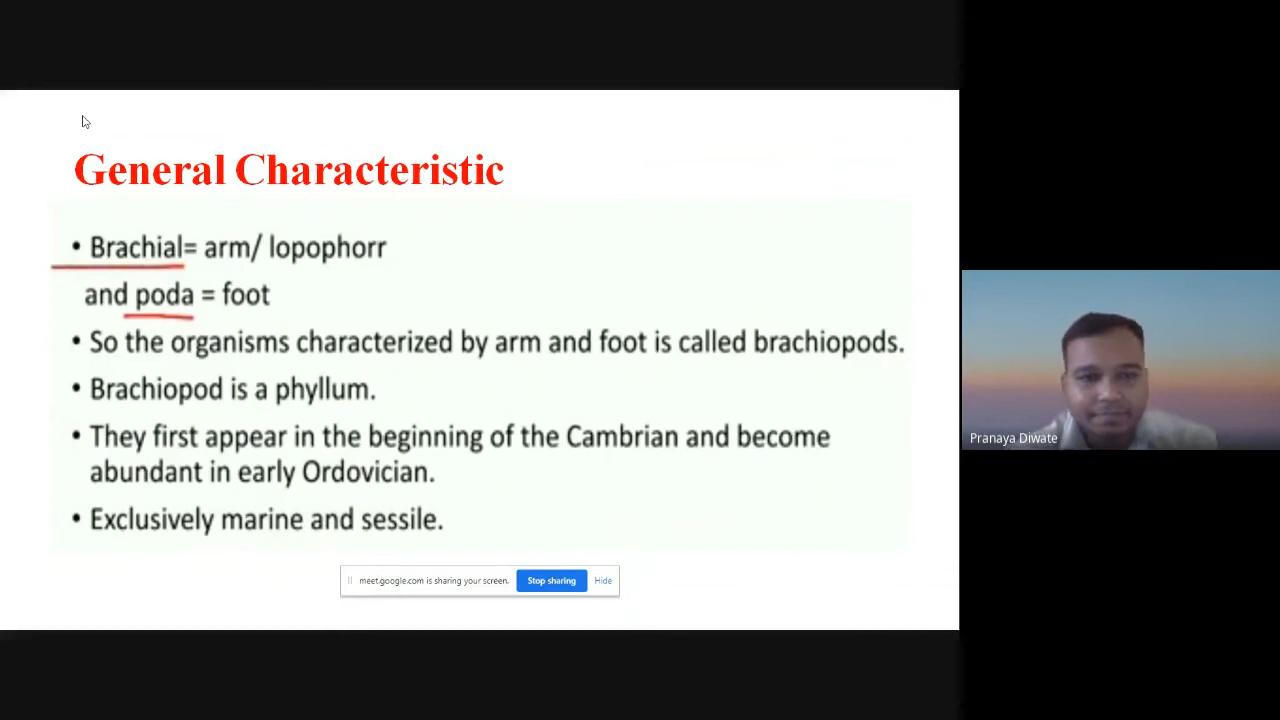 General Characteristic
• Brachial= arm/ lopophorr
and poda = foot
• So the organisms characterized by arm and foot is called brachiopods.
• Brachiopod is a phyllum.
• They first appear in the beginning of the Cambrian and become
abundant in early Ordovician.
• Exclusively marine and sessile.
meet.google.com is sharing your screen. Stop sharing Hide
Pranaya Diwate